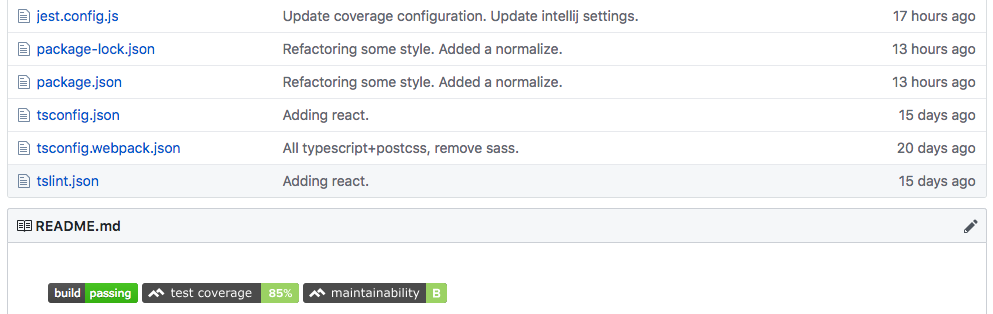 jest.config.js Update coverage configuration. Update intellij settings. 17 hours ago
package-lock.json Refactoring some style. Added a normalize. 13 hours ago
package.json Refactoring some style. Added a normalize. 13 hours ago
tsconfig.json Adding react. 15 days ago
tsconfig.webpack.json All typescript+postcss, remove sass. 20 days ago
tslint.json Adding react. 15 days ago
README.md
build passing test coverage 85% maintainability B